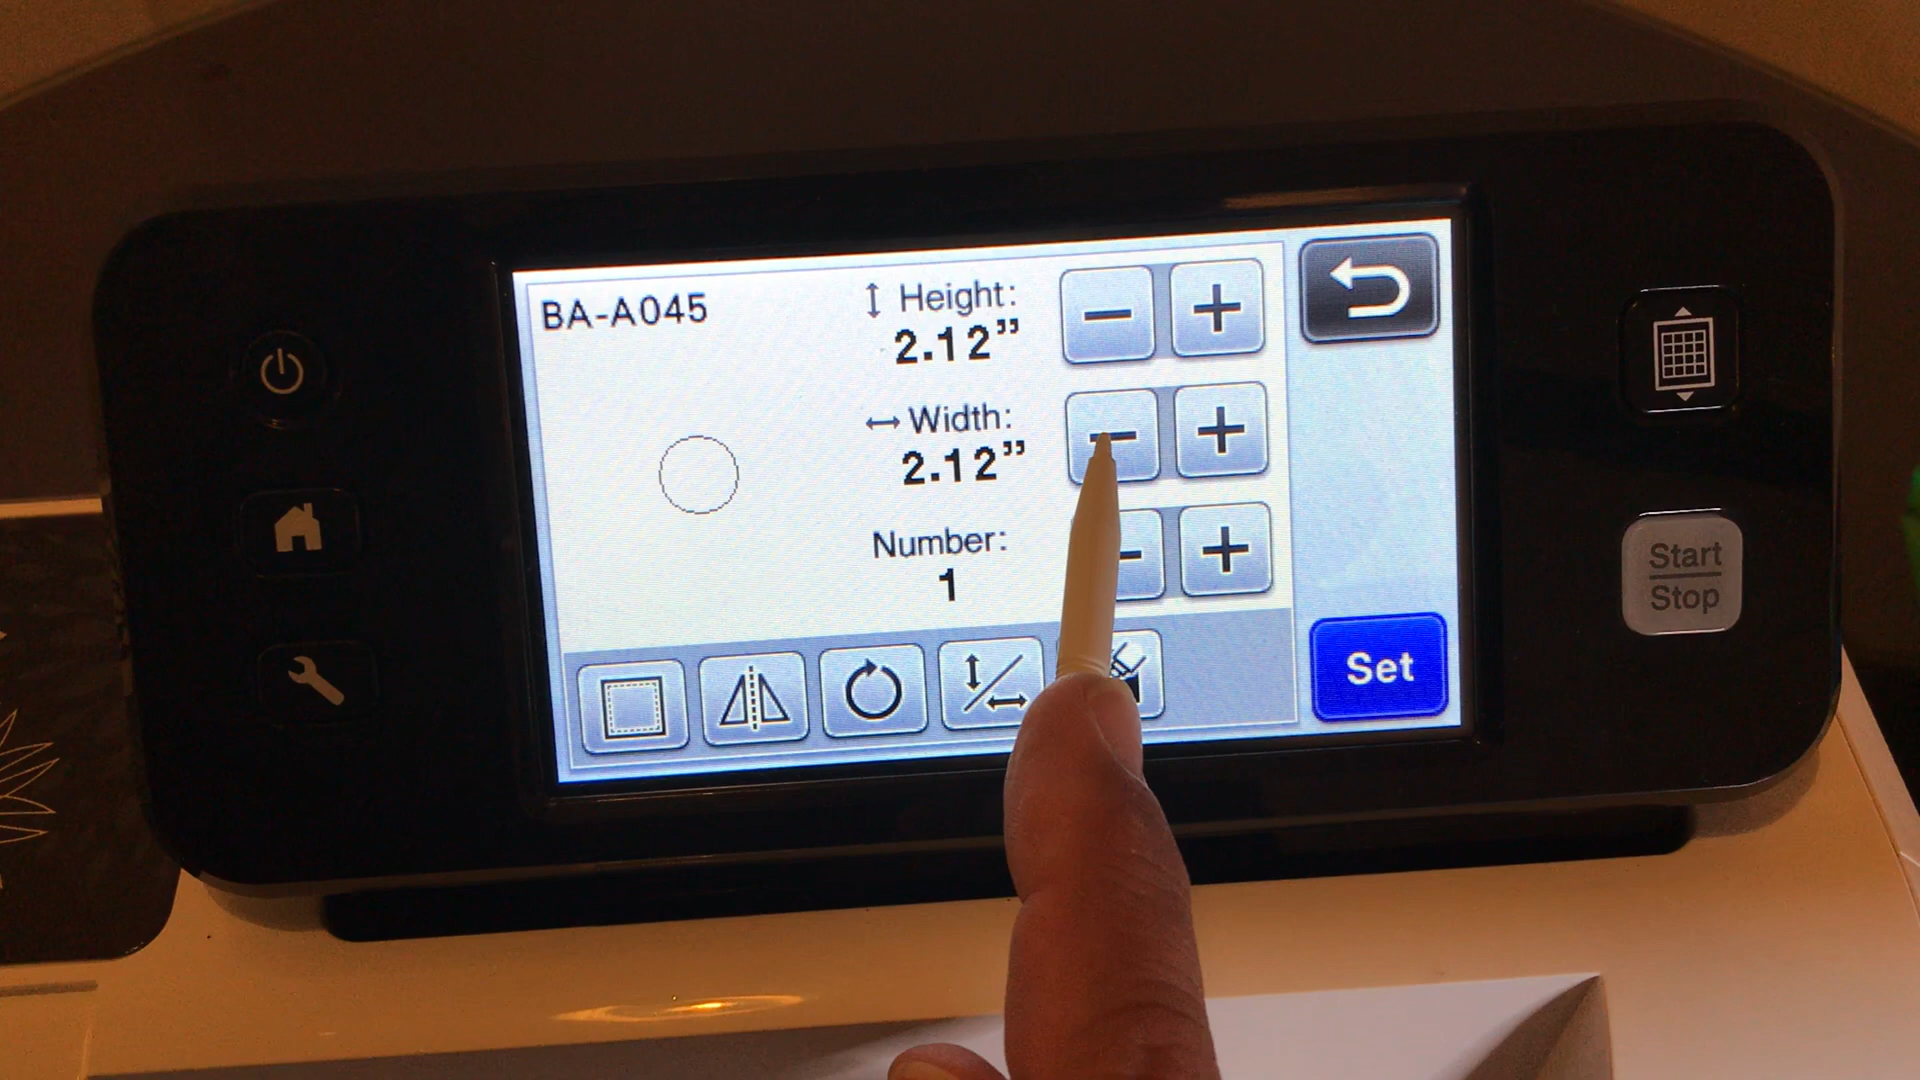 BA-A045
Height:
2.12”
Width:
2.12”
Number:
1
Set
Start
Stop